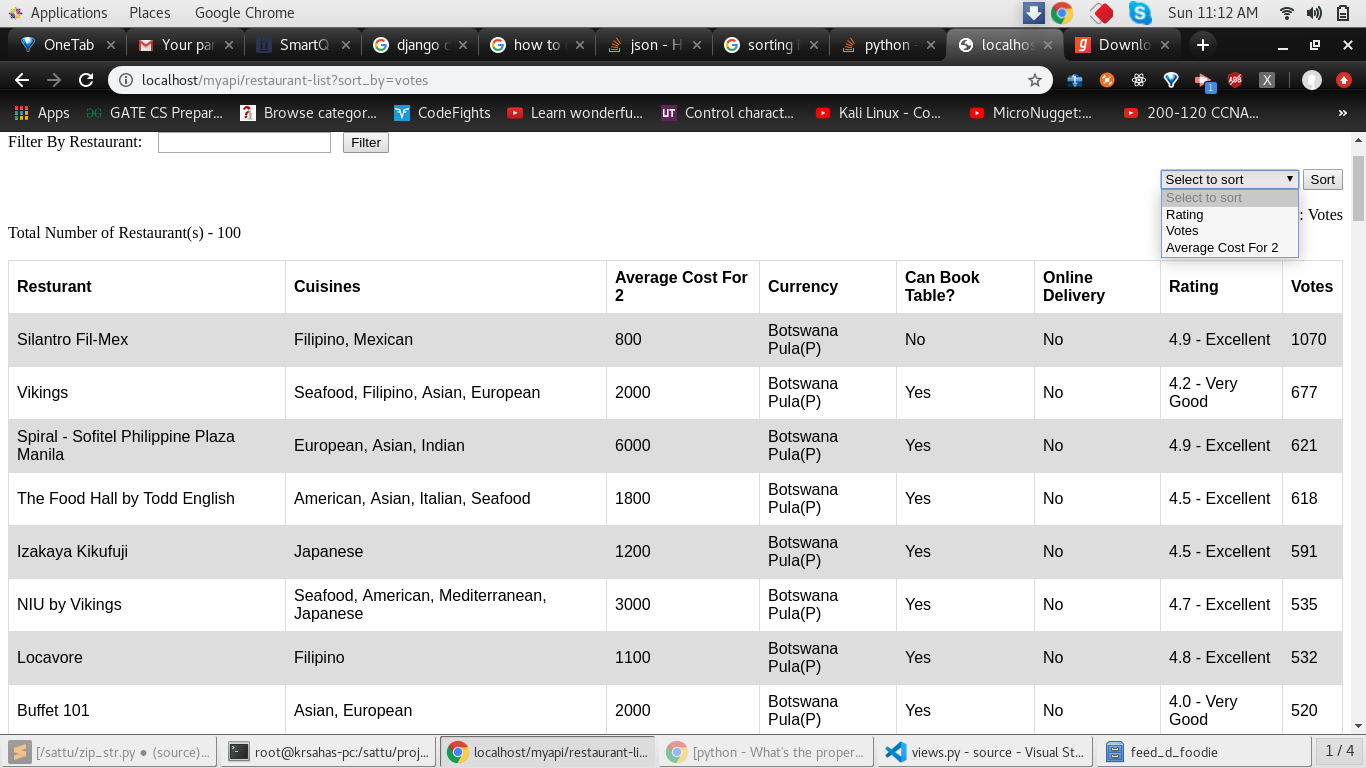 Applications Places Google Chrome Sun 11:12 AM
OneTab Your pa SmartQ django c how to json - H sorting python - localhos Downlo
localhost/myapi/restaurant-list?sort_by=votes
1
Apps GATE CS Prepar... Browse categor... CodeFights Learn wonderfu... Control charact... Kali Linux - Co... MicroNugget:... 200-120 CCNA... »
Filter By Restaurant: Filter
Select to sort Sort
Select to sort
Rating
: Votes
Votes
Total Number of Restaurant(s) - 100
Average Cost For 2
Resturant Cuisines Average Cost For 2 Currency Can Book Table? Online Delivery Rating Votes
Silantro Fil-Mex Filipino, Mexican 800 Botswana Pula(P) No No 4.9 - Excellent 1070
Vikings Seafood, Filipino, Asian, European 2000 Botswana Pula(P) Yes No 4.2 - Very Good 677
Spiral - Sofitel Philippine Plaza Manila European, Asian, Indian 6000 Botswana Pula(P) Yes No 4.9 - Excellent 621
The Food Hall by Todd English American, Asian, Italian, Seafood 1800 Botswana Pula(P) Yes No 4.5 - Excellent 618
Izakaya Kikufuji Japanese 1200 Botswana Pula(P) Yes No 4.5 - Excellent 591
NIU by Vikings Seafood, American, Mediterranean, Japanese 3000 Botswana Pula(P) Yes No 4.7 - Excellent 535
Locavore Filipino 1100 Botswana Pula(P) Yes No 4.8 - Excellent 532
Buffet 101 Asian, European 2000 Botswana Pula(P) Yes No 4.0 - Very Good 520
[/sattu/zip_str.py ● (source)... root@krsahas-pc:/sattu/proj... localhost/myapi/restaurant-li... [python - What's the proper... views.py - source - Visual St... feed_d_foodie 1 / 4